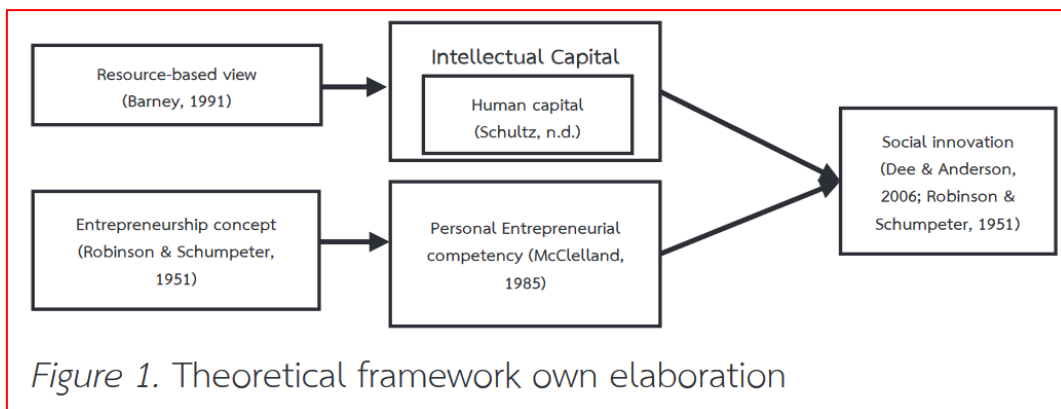 Resource-based view
(Barney, 1991)
Intellectual Capital
Human capital
(Schultz, n.d.)
Social innovation
(Dee & Anderson,
2006; Robinson &
Schumpeter, 1951)
Entrepreneurship concept
(Robinson & Schumpeter,
1951)
Personal Entrepreneurial
competency (McClelland,
1985)
Figure 1. Theoretical framework own elaboration